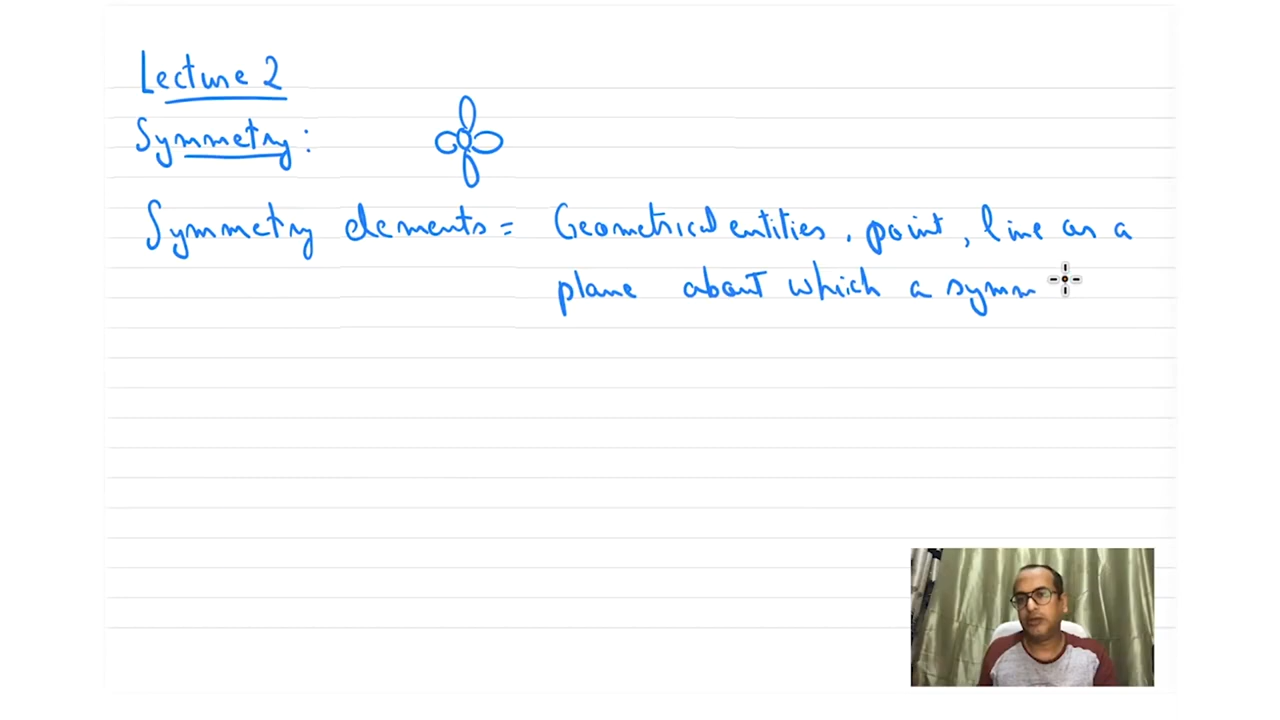 Lecture 2
Symmetry:
Symmetry elements = Geometrical entities, point, line or a
plane about which a symm